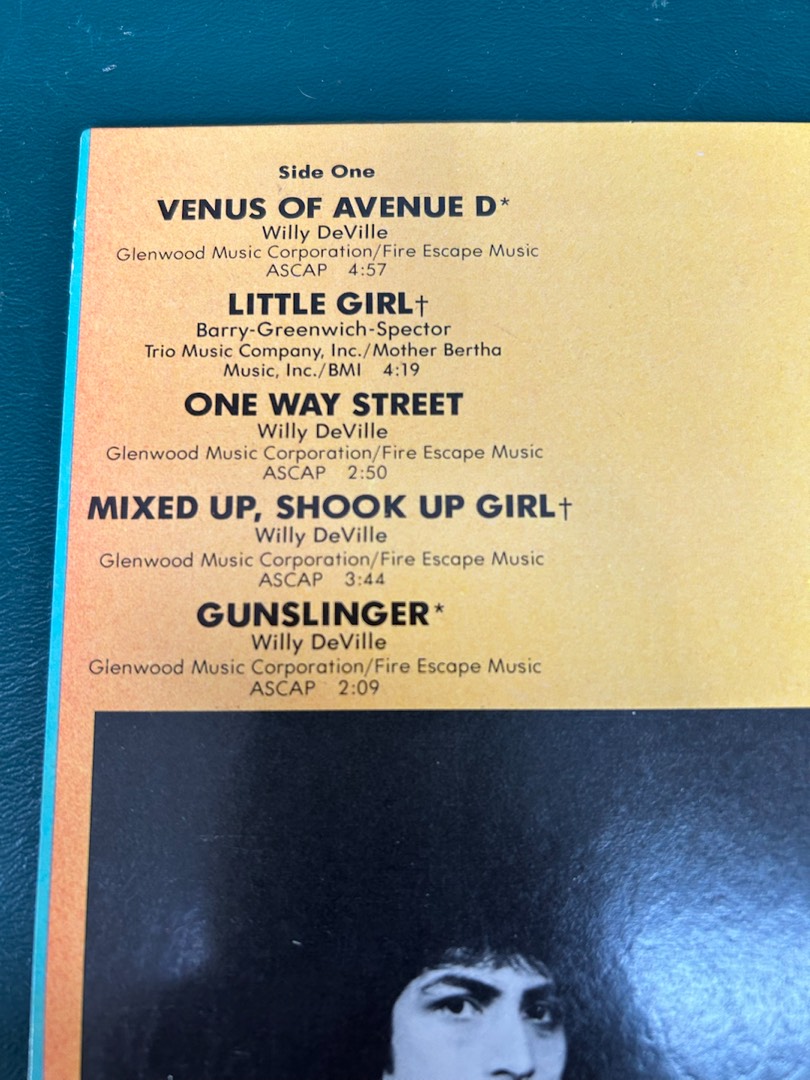 Side One
VENUS OF AVENUE D*
Willy DeVille
Glenwood Music Corporation/Fire Escape Music
ASCAP 4:57
LITTLE GIRL†
Barry-Greenwich-Spector
Trio Music Company, Inc./Mother Bertha
Music, Inc./BMI 4:19
ONE WAY STREET
Willy DeVille
Glenwood Music Corporation/Fire Escape Music
ASCAP 2:50
MIXED UP, SHOOK UP GIRL†
Willy DeVille
Glenwood Music Corporation/Fire Escape Music
ASCAP 3:44
GUNSLINGER*
Willy DeVille
Glenwood Music Corporation/Fire Escape Music
ASCAP 2:09